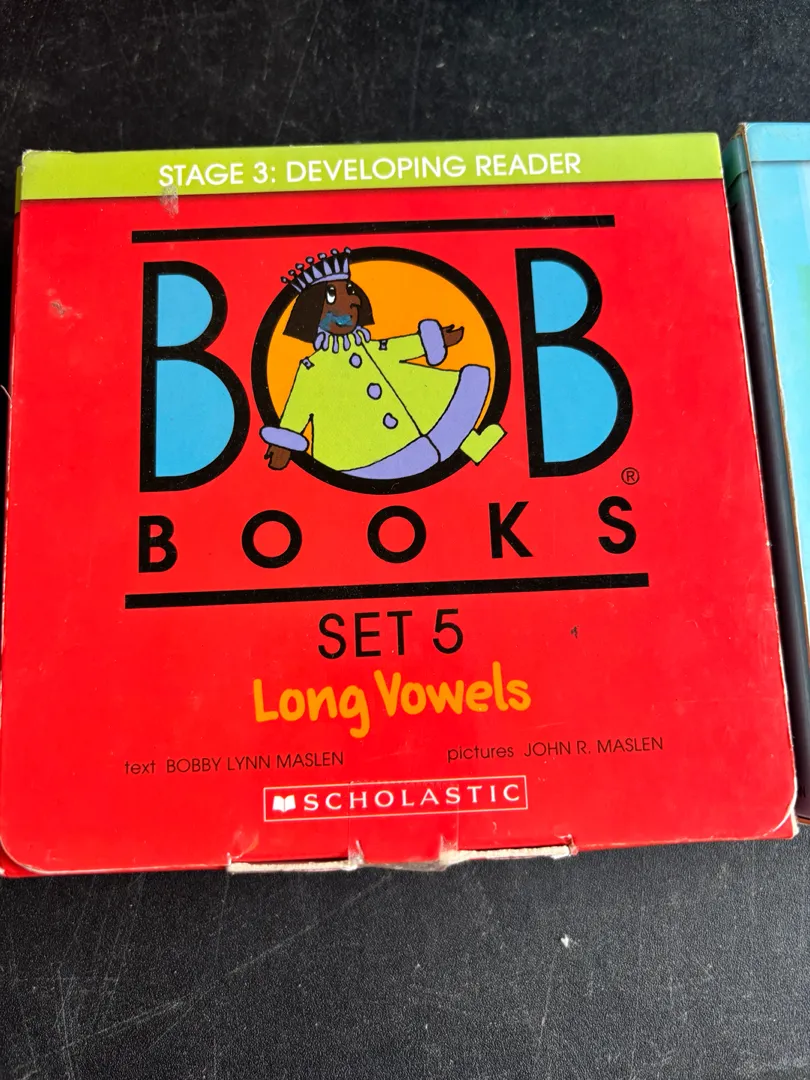 STAGE 3: DEVELOPING READER
BOB
®
BOOKS
SET 5
Long Vowels
text BOBBY LYNN MASLEN pictures JOHN R. MASLEN
SCHOLASTIC